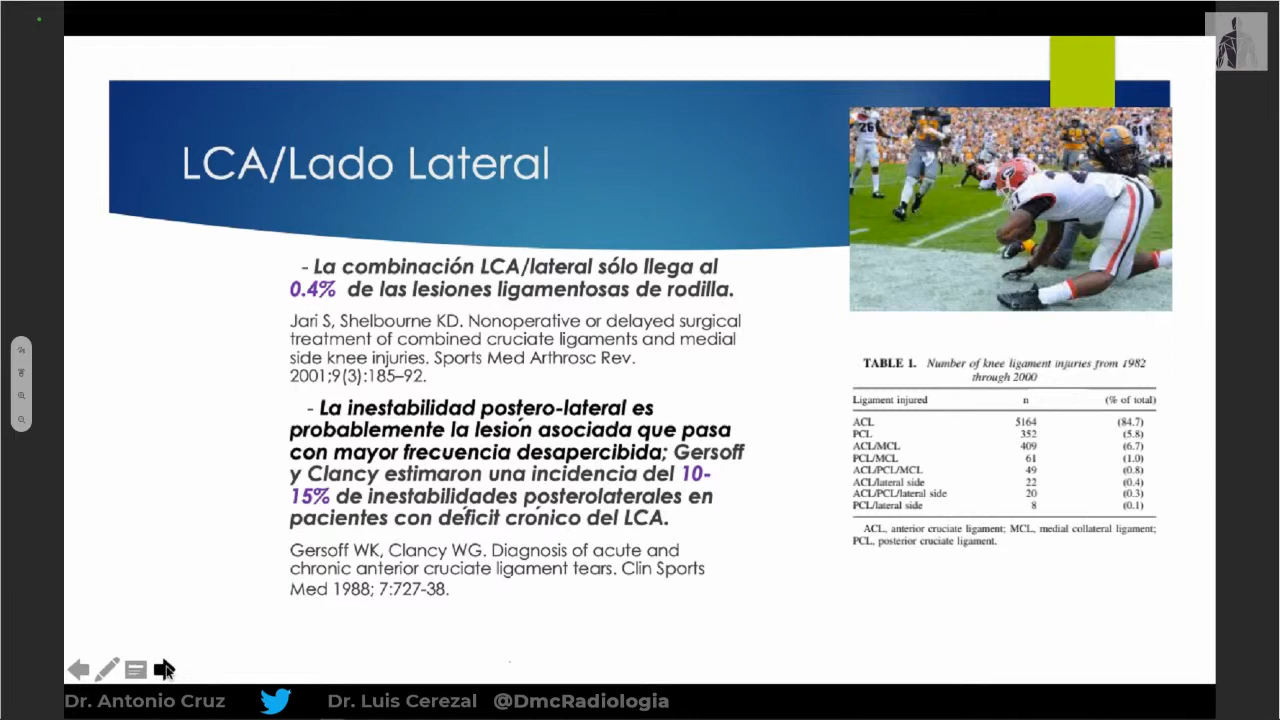 LCA/Lado Lateral
- La combinación LCA/lateral sólo llega al
0.4% de las lesiones ligamentosas de rodilla.
Jari S, Shelbourne KD. Nonoperative or delayed surgical
treatment of combined cruciate ligaments and medial
side knee injuries. Sports Med Arthrosc Rev.
2001;9(3):185–92.
- La inestabilidad postero-lateral es
probablemente la lesión asociada que pasa
con mayor frecuencia desapercibida; Gersoff
y Clancy estimaron una incidencia del 10-
15% de inestabilidades posterolaterales en
pacientes con déficit crónico del LCA.
Gersoff WK, Clancy WG. Diagnosis of acute and
chronic anterior cruciate ligament tears. Clin Sports
Med 1988; 7:727-38.
26
81
TABLE 1. Number of knee ligament injuries from 1982
through 2000
Ligament injured n (% of total)
ACL 5164 (84.7)
PCL 352 (5.8)
ACL/MCL 409 (6.7)
PCL/MCL 61 (1.0)
ACL/PCL/MCL 49 (0.8)
ACL/lateral side 22 (0.4)
ACL/PCL/lateral side 20 (0.3)
PCL/lateral side 8 (0.1)
ACL, anterior cruciate ligament; MCL, medial collateral ligament;
PCL, posterior cruciate ligament.
Dr. Antonio Cruz Dr. Luis Cerezal @DmcRadiologia